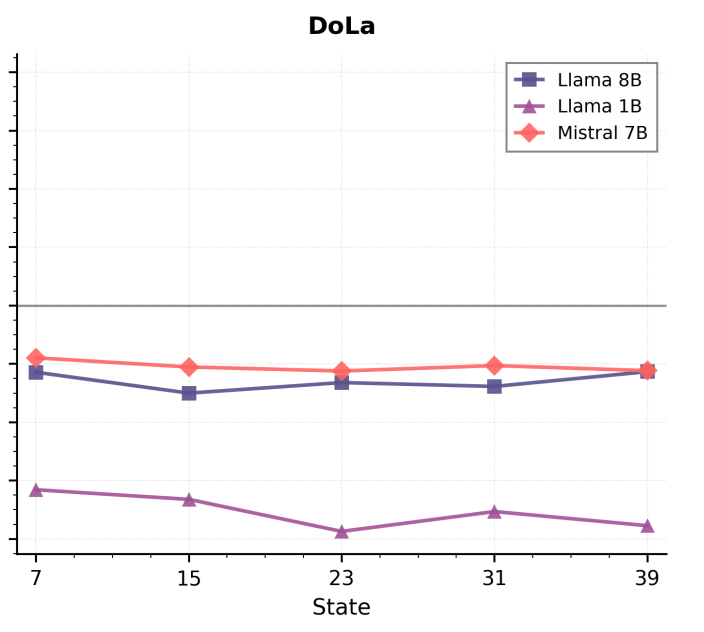 DoLa
Llama 8B
Llama 1B
Mistral 7B
7 15 23 31 39
State